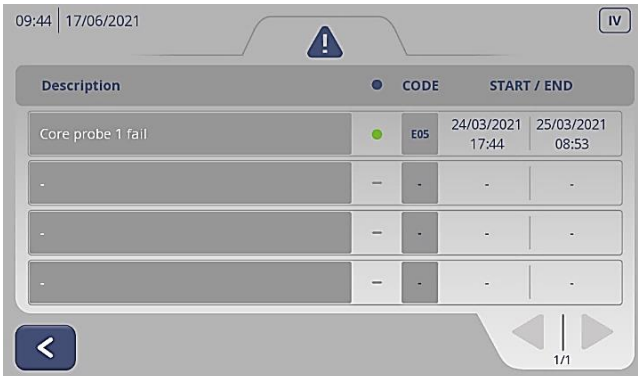 09:44 17/06/2021 IV
Description CODE START / END
Core probe 1 fail E05 24/03/2021 17:44 25/03/2021 08:53
- - - - -
- - - - -
- - - - -
1/1